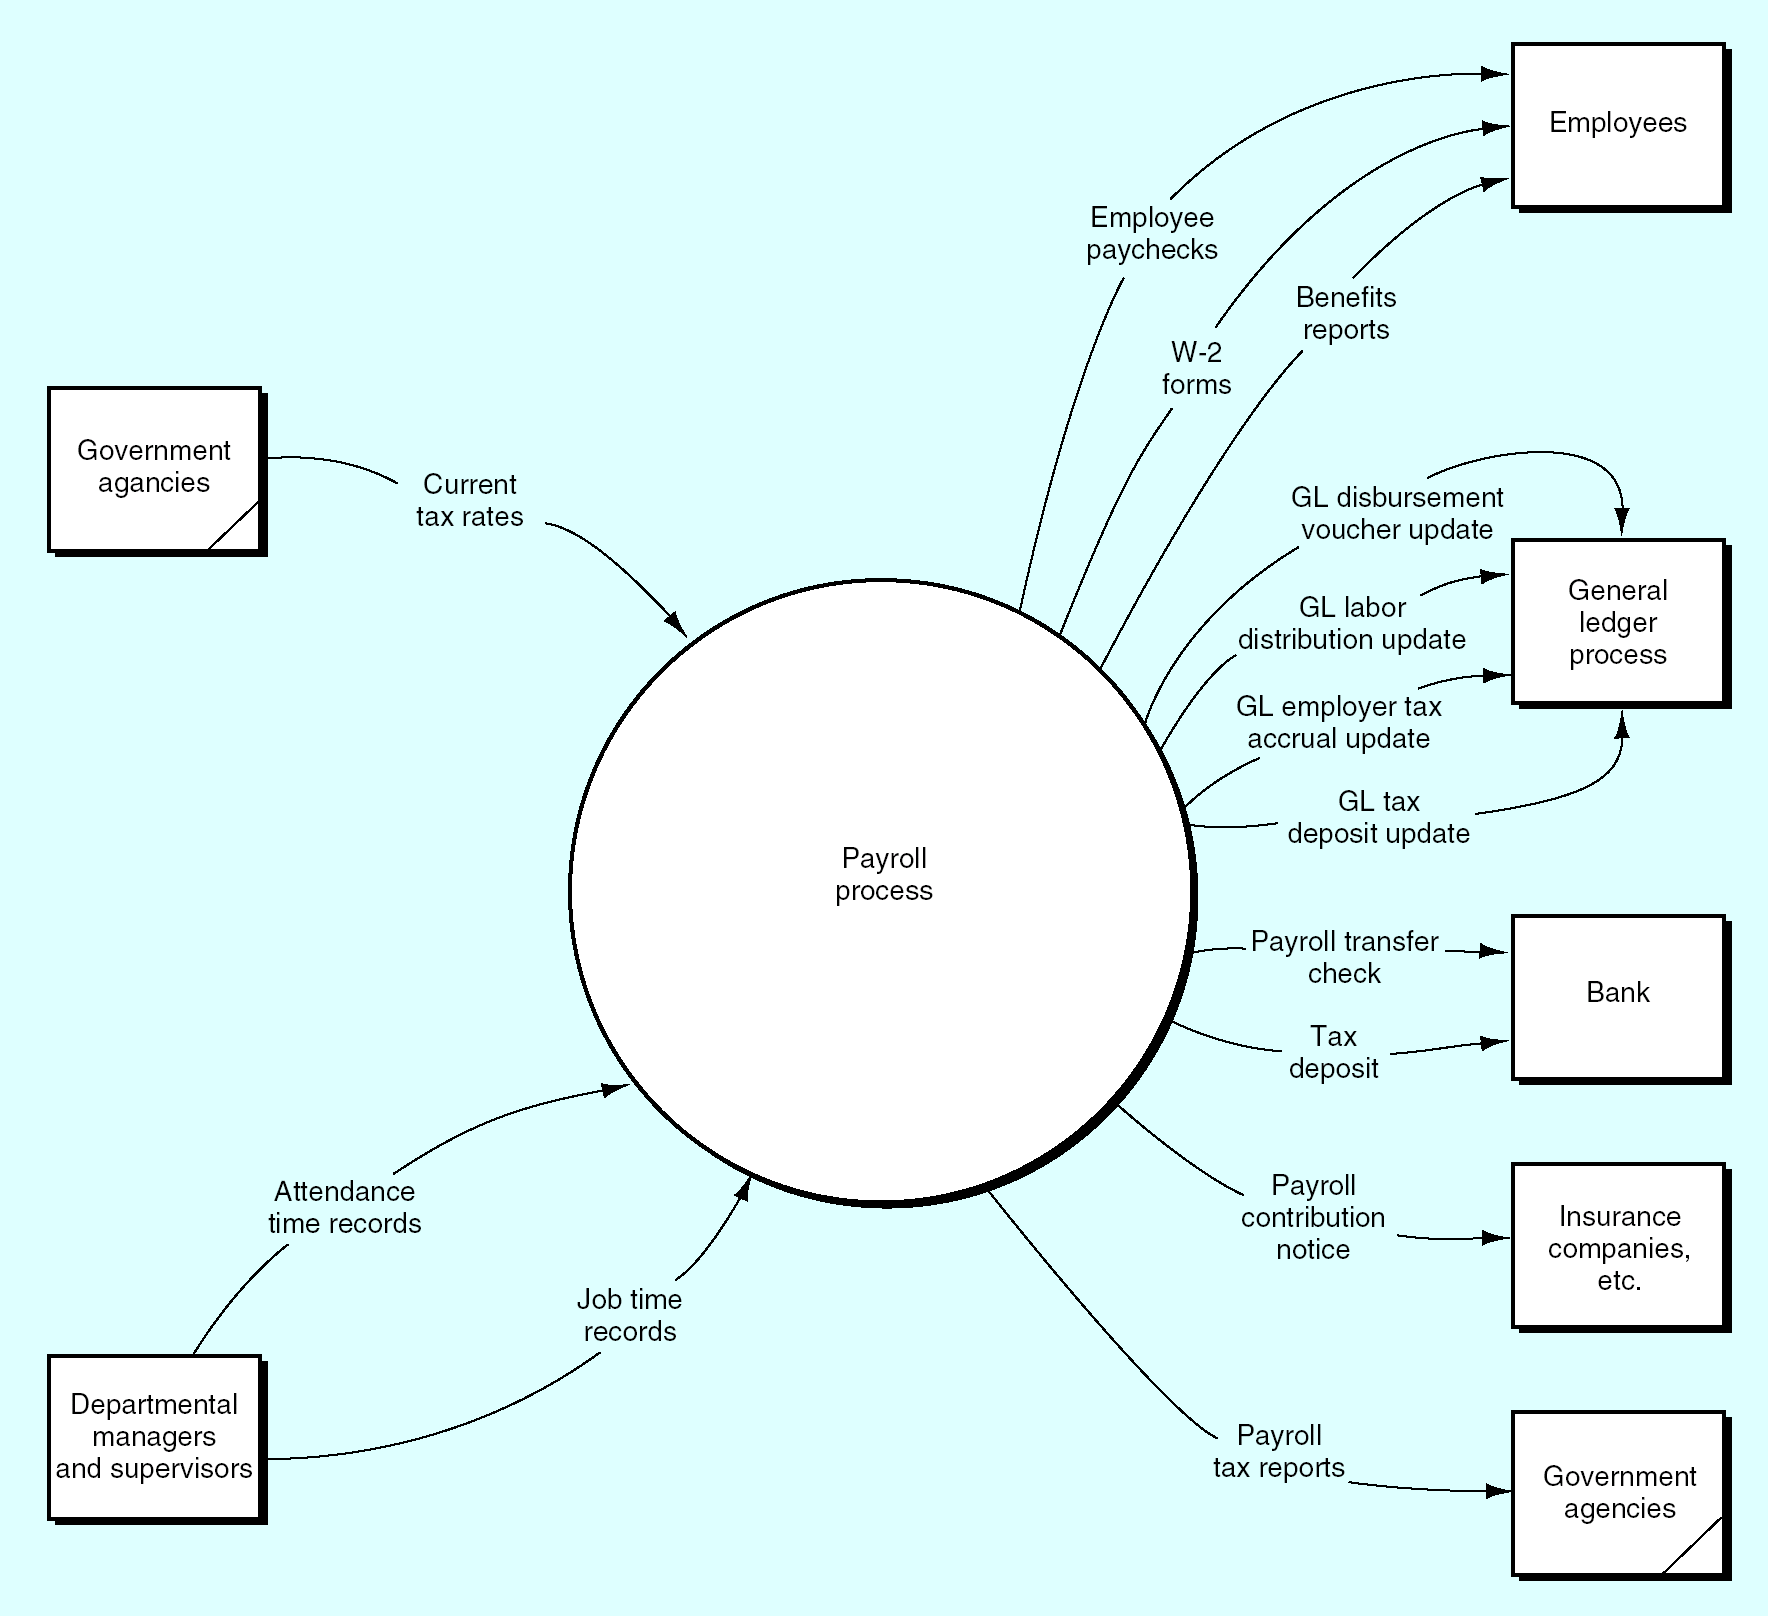 Employees
Employee
paychecks
Benefits
reports
W-2
forms
Government
agancies
Current
tax rates
GL disbursement
voucher update
General
ledger
process
GL labor
distribution update
GL employer tax
accrual update
GL tax
deposit update
Payroll
process
Payroll transfer
check
Bank
Tax
deposit
Attendance
time records
Payroll
contribution
notice
Insurance
companies,
etc.
Job time
records
Departmental
managers
and supervisors
Payroll
tax reports
Government
agencies